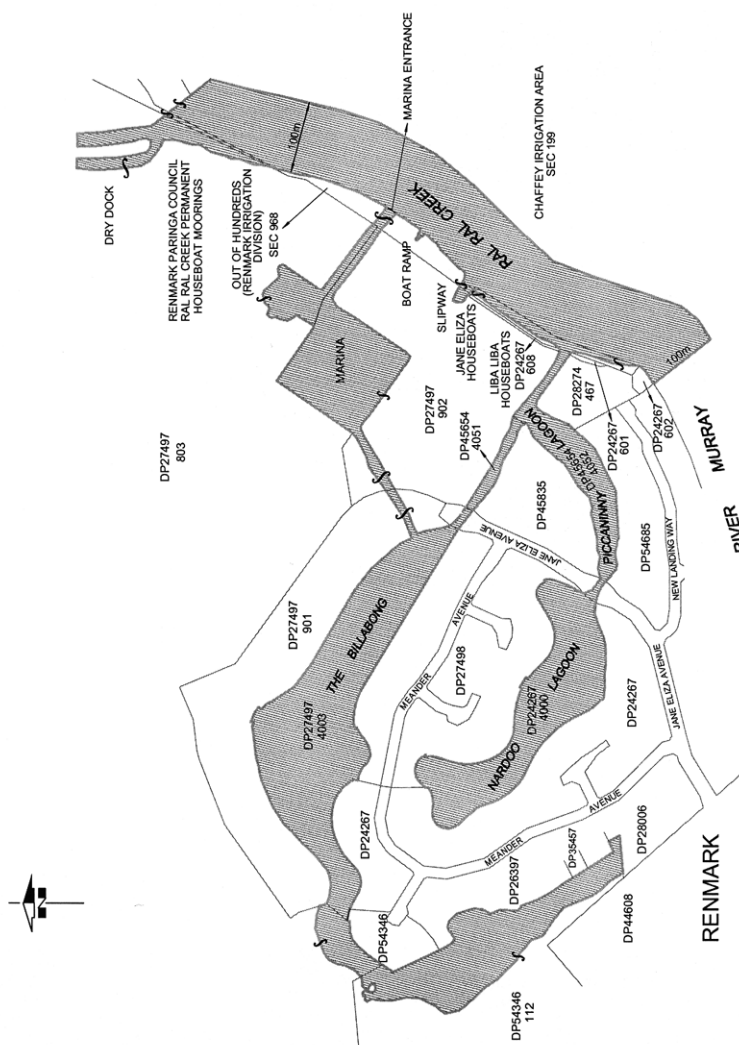 DRY DOCK
RENMARK PARINGA COUNCIL
RAL RAL CREEK PERMANENT
HOUSEBOAT MOORINGS
OUT OF HUNDREDS
(RENMARK IRRIGATION
DIVISION)
SEC 968
100m
MARINA ENTRANCE
RAL RAL CREEK
CHAFFEY IRRIGATION AREA
SEC 199
BOAT RAMP
SLIPWAY
JANE ELIZA
HOUSEBOATS
LIBA LIBA
HOUSEBOATS
DP24267
608
MARINA
DP27497
803
DP27497
902
DP45654
4051
DP28274
467
100m
DP24267
601
DP24267
602
PICCANINNY LAGOON
DP45654
4052
DP45835
JANE ELIZA AVENUE
DP54685
NEW LANDING WAY
RIVER MURRAY
DP27497
901
THE BILLABONG
DP27497
4003
MEANDER AVENUE
DP27498
NARDOO LAGOON
DP24267
4000
DP24267
JANE ELIZA AVENUE
DP24267
MEANDER AVENUE
DP35457
DP28006
DP26397
DP54346
DP44608
DP54346
112
RENMARK
N